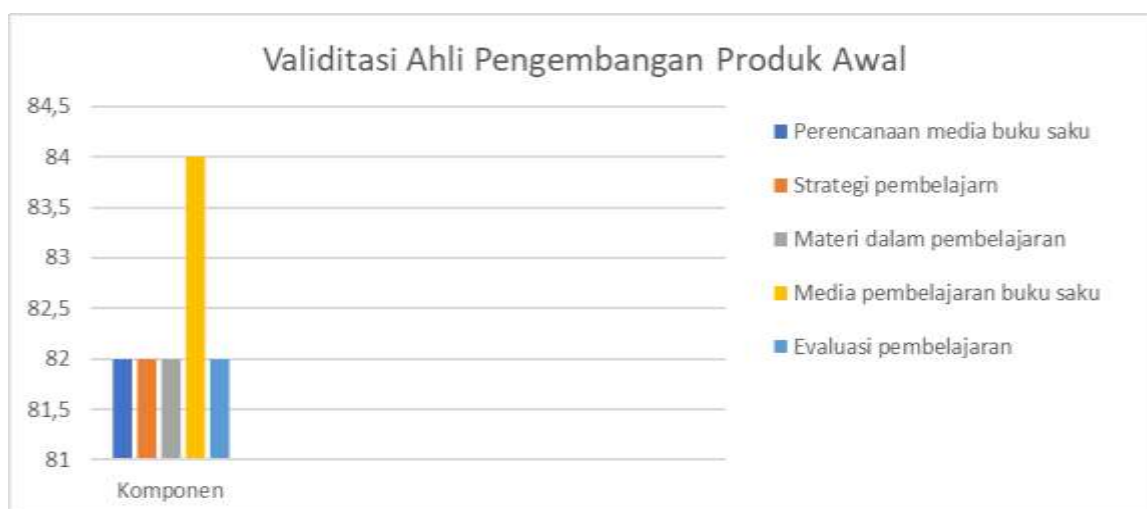 Validitasi Ahli Pengembangan Produk Awal
84,5
84
83,5
83
82,5
82
81,5
81
Komponen
Perencanaan media buku saku
Strategi pembelajarn
Materi dalam pembelajaran
Media pembelajaran buku saku
Evaluasi pembelajaran